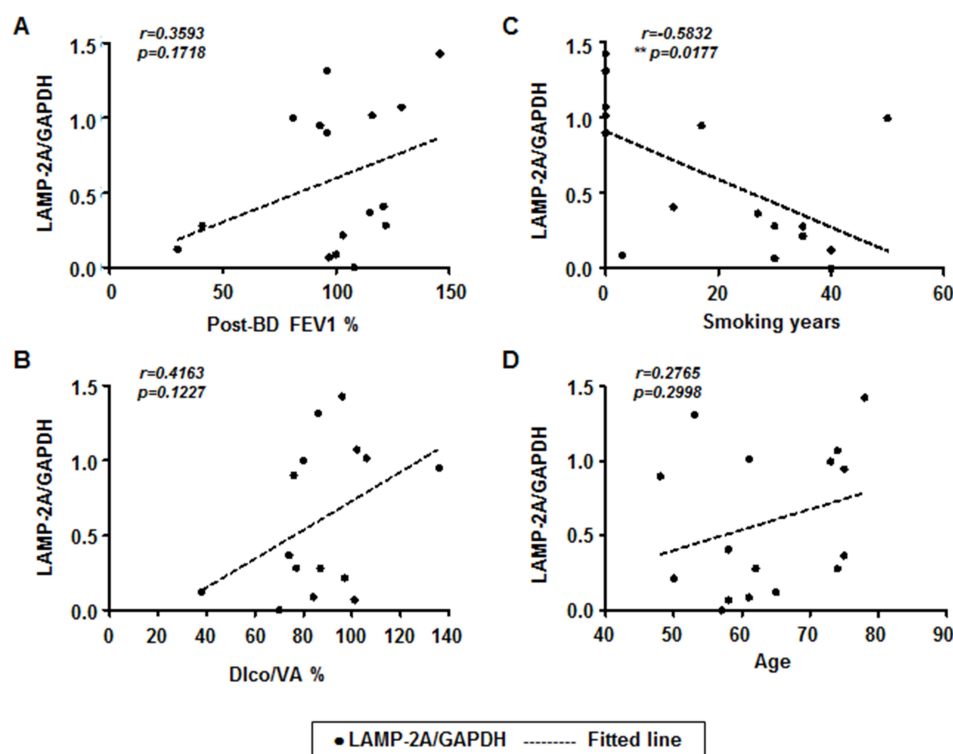 A
r=0.3593
p=0.1718
LAMP-2A/GAPDH
1.5
1.0
0.5
0.0
0 50 100 150
Post-BD FEV1 %
C
r=-0.5832
** p=0.0177
LAMP-2A/GAPDH
1.5
1.0
0.5
0.0
0 20 40 60
Smoking years
B
r=0.4163
p=0.1227
LAMP-2A/GAPDH
1.5
1.0
0.5
0.0
0 20 40 60 80 100 120 140
Dlco/VA %
D
r=0.2765
p=0.2998
LAMP-2A/GAPDH
1.5
1.0
0.5
0.0
40 50 60 70 80 90
Age
LAMP-2A/GAPDH Fitted line